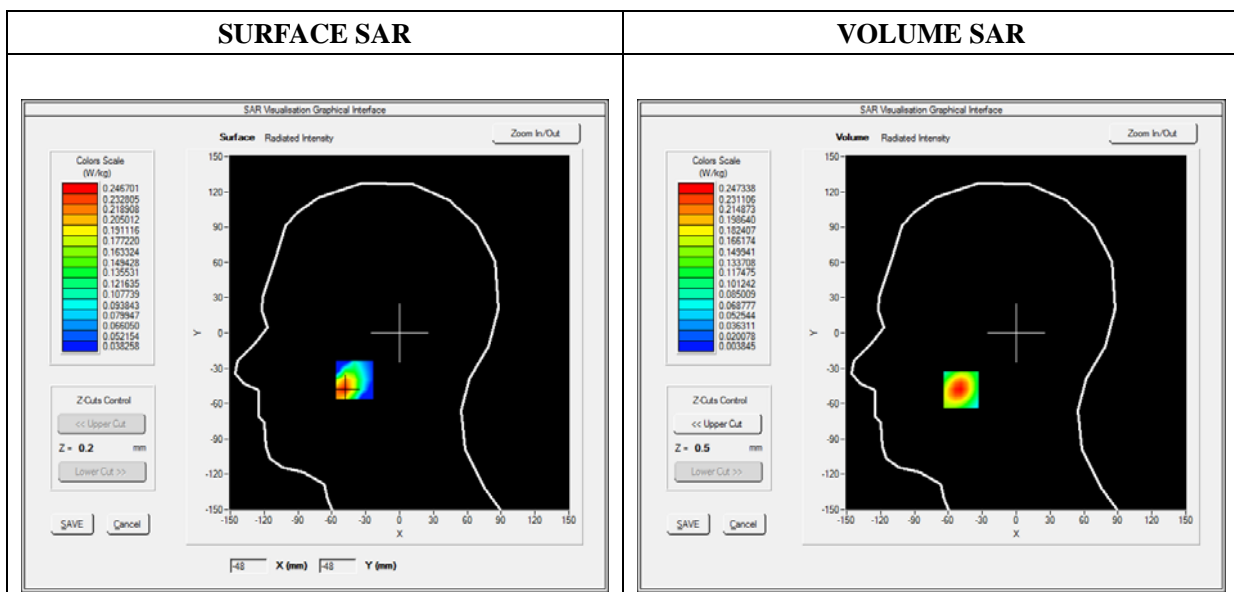 SURFACE SAR
VOLUME SAR
SAR Visualisation Graphical Interface
Surface Radiated Intensity
Zoom In/Out
Colors Scale
(W/kg)
0.246701
0.232805
0.218908
0.205012
0.191116
0.177220
0.163324
0.149428
0.135531
0.121635
0.107739
0.093843
0.079947
0.066050
0.052154
0.038258
Z-Cuts Control
<< Upper Cut
Z = 0.2 mm
Lower Cut >>
SAVE Cancel
150
120
90
60
30
0
-30
-60
-90
-120
-150
Y
-150 -120 -90 -60 -30 0 30 60 90 120 150
X
-48 X (mm) -48 Y (mm)
SAR Visualisation Graphical Interface
Volume Radiated Intensity
Zoom In/Out
Colors Scale
(W/kg)
0.247338
0.231106
0.214873
0.198640
0.182407
0.166174
0.149941
0.133708
0.117475
0.101242
0.085009
0.068777
0.052544
0.036311
0.020078
0.003845
Z-Cuts Control
<< Upper Cut
Z = 0.5 mm
Lower Cut >>
SAVE Cancel
150
120
90
60
30
0
-30
-60
-90
-120
-150
Y
-150 -120 -90 -60 -30 0 30 60 90 120 150
X